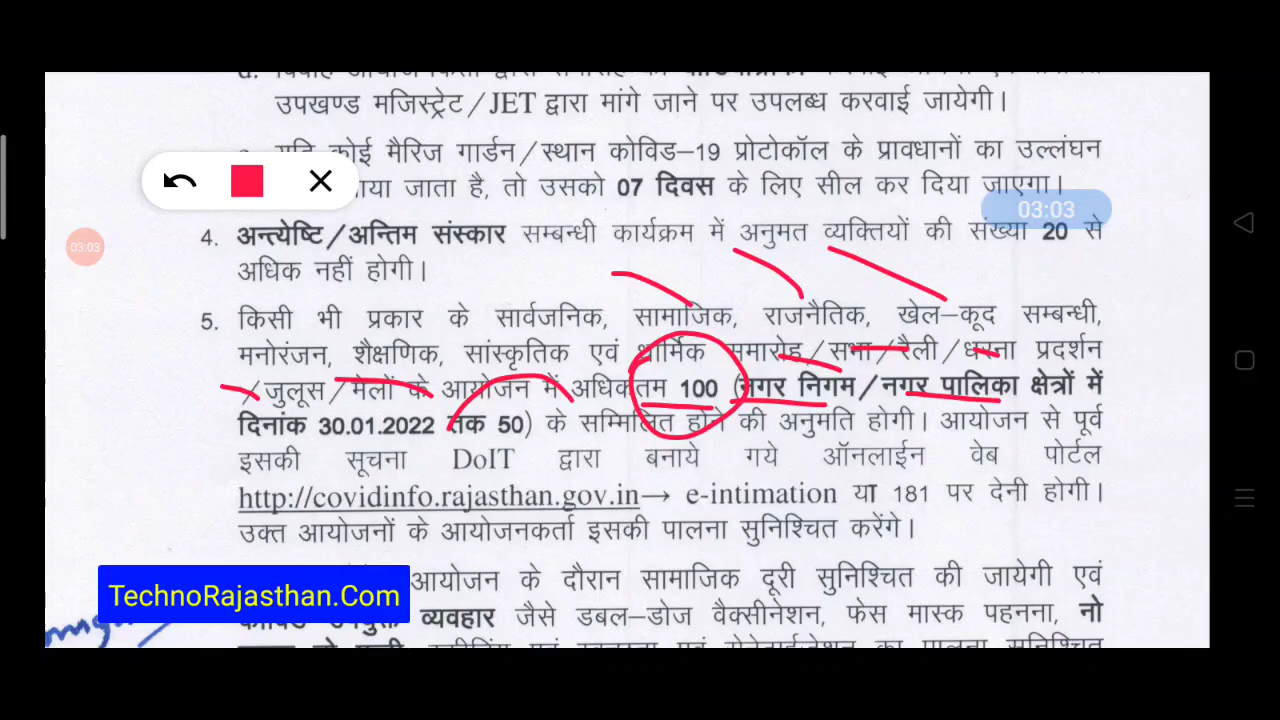 उपखण्ड मजिस्ट्रेट/JET द्वारा मांगे जाने पर उपलब्ध करवाई जायेगी।
कोई मैरिज गार्डन/स्थान कोविड-19 प्रोटोकॉल के प्रावधानों का उल्लंघन
जाता है, तो उसको 07 दिवस के लिए सील कर दिया जाएगा।
03:03
03:03
4. अन्त्येष्टि/अन्तिम संस्कार सम्बन्धी कार्यक्रम में अनुमत व्यक्तियों की संख्या 20 से
अधिक नहीं होगी।
5. किसी भी प्रकार के सार्वजनिक, सामाजिक, राजनैतिक, खेल-कूद सम्बन्धी,
मनोरंजन, शैक्षणिक, सांस्कृतिक एवं धार्मिक समारोह/सभा/रैली/धरना प्रदर्शन
/जुलूस/मेलों के आयोजन में अधिकतम 100 (नगर निगम/नगर पालिका क्षेत्रों में
दिनांक 30.01.2022 तक 50) के सम्मिलित होने की अनुमति होगी। आयोजन से पूर्व
इसकी सूचना DoIT द्वारा बनाये गये ऑनलाईन वेब पोर्टल
http://covidinfo.rajasthan.gov.in→ e-intimation या 181 पर देनी होगी।
उक्त आयोजनों के आयोजनकर्ता इसकी पालना सुनिश्चित करेंगे।
आयोजन के दौरान सामाजिक दूरी सुनिश्चित की जायेगी एवं
TechnoRajasthan.Com
व्यवहार जैसे डबल-डोज वैक्सीनेशन, फेस मास्क पहनना, नो